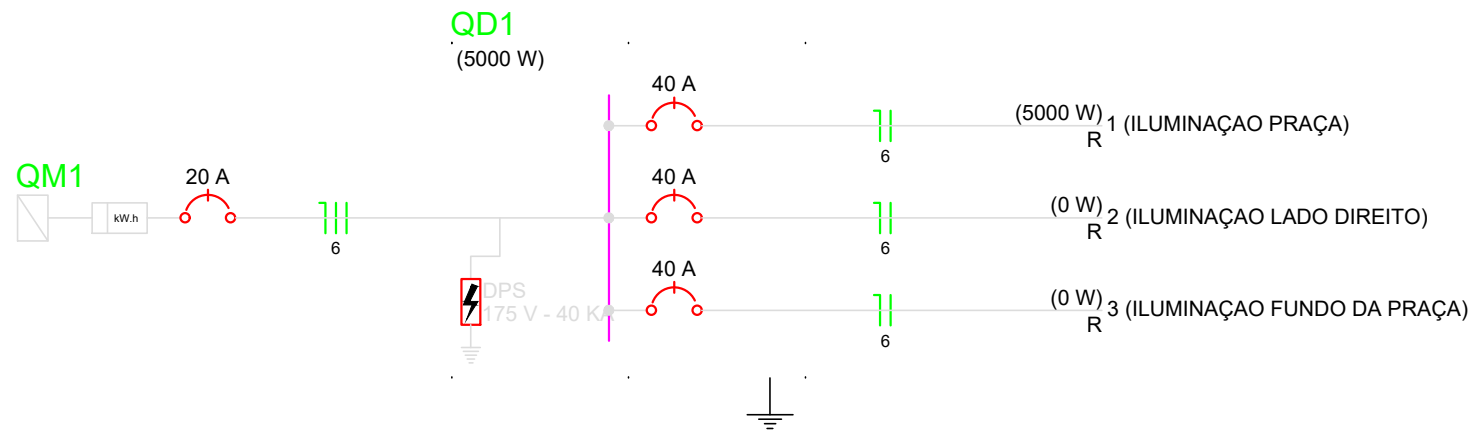 QD1
(5000 W)
40 A
(5000 W)
1 (ILUMINAÇAO PRAÇA)
R
6
QM1
20 A
kW.h
6
40 A
(0 W)
2 (ILUMINAÇAO LADO DIREITO)
R
6
DPS
175 V - 40 KA
40 A
(0 W)
3 (ILUMINAÇAO FUNDO DA PRAÇA)
R
6